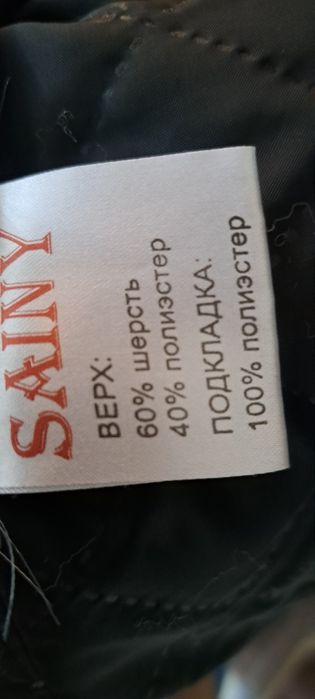 SAINY
ВЕРХ:
60% шерсть
40% полиэстер
ПОДКЛАДКА:
100% полиэстер